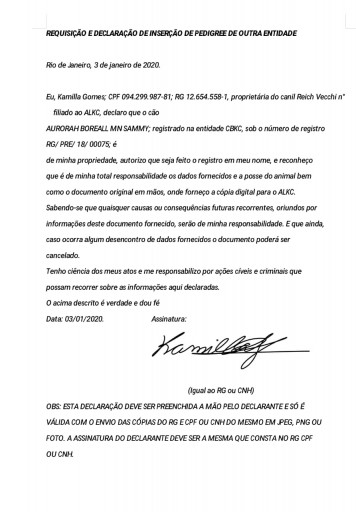 REQUISIÇÃO E DECLARAÇÃO DE INSERÇÃO DE PEDIGREE DE OUTRA ENTIDADE
Rio de Janeiro, 3 de janeiro de 2020.
Eu, Kamilla Gomes; CPF 094.299.987-81; RG 12.654.558-1, proprietária do canil Reich Vecchi n°
filiado ao ALKC, declaro que o cão
AURORAH BOREALL MN SAMMY; registrado na entidade CBKC, sob o número de registro
RG/ PRE/ 18/ 00075; é
de minha propriedade, autorizo que seja feito o registro em meu nome, e reconheço
que é de minha total responsabilidade os dados fornecidos e a posse do animal bem
como o documento original em mãos, onde forneço a cópia digital para o ALKC.
Sabendo-se que quaisquer causas ou consequências futuras recorrentes, oriundos por
informações deste documento fornecido, serão de minha responsabilidade. E que ainda,
caso ocorra algum desencontro de dados fornecidos o documento poderá ser
cancelado.
Tenho ciência dos meus atos e me responsabilizo por ações cíveis e criminais que
possam recorrer sobre as informações aqui declaradas.
O acima descrito é verdade e dou fé
Data: 03/01/2020. Assinatura:
(Igual ao RG ou CNH)
OBS: ESTA DECLARAÇÃO DEVE SER PREENCHIDA A MÃO PELO DECLARANTE E SÓ É
VÁLIDA COM O ENVIO DAS CÓPIAS DO RG E CPF OU CNH DO MESMO EM JPEG, PNG OU
FOTO. A ASSINATURA DO DECLARANTE DEVE SER A MESMA QUE CONSTA NO RG CPF
OU CNH.